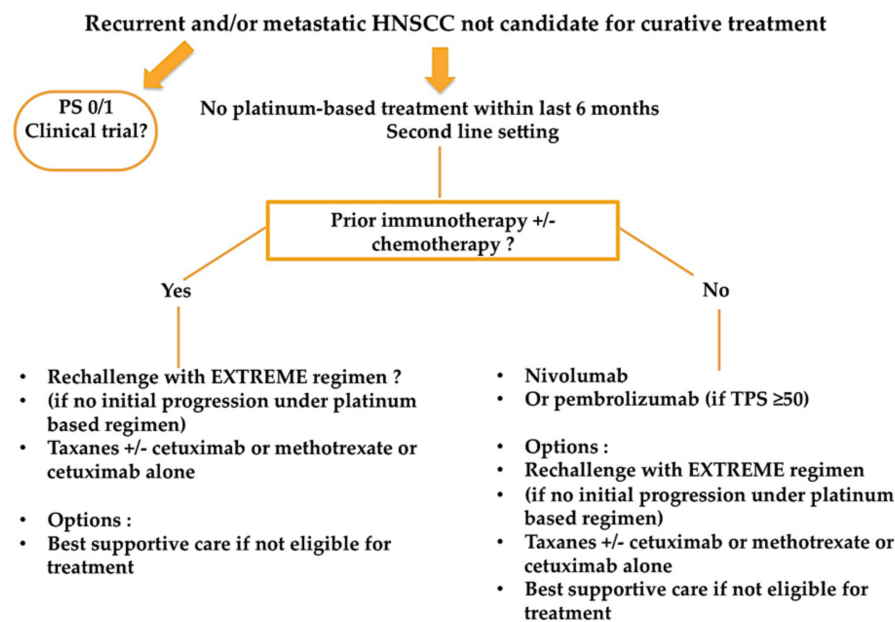 Recurrent and/or metastatic HNSCC not candidate for curative treatment
PS 0/1
Clinical trial?
No platinum-based treatment within last 6 months
Second line setting
Prior immunotherapy +/-
chemotherapy ?
Yes
No
• Rechallenge with EXTREME regimen ?
• (if no initial progression under platinum
based regimen)
• Taxanes +/- cetuximab or methotrexate or
cetuximab alone
• Options :
• Best supportive care if not eligible for
treatment
• Nivolumab
• Or pembrolizumab (if TPS ≥50)
• Options :
• Rechallenge with EXTREME regimen
• (if no initial progression under platinum
based regimen)
• Taxanes +/- cetuximab or methotrexate or
cetuximab alone
• Best supportive care if not eligible for
treatment